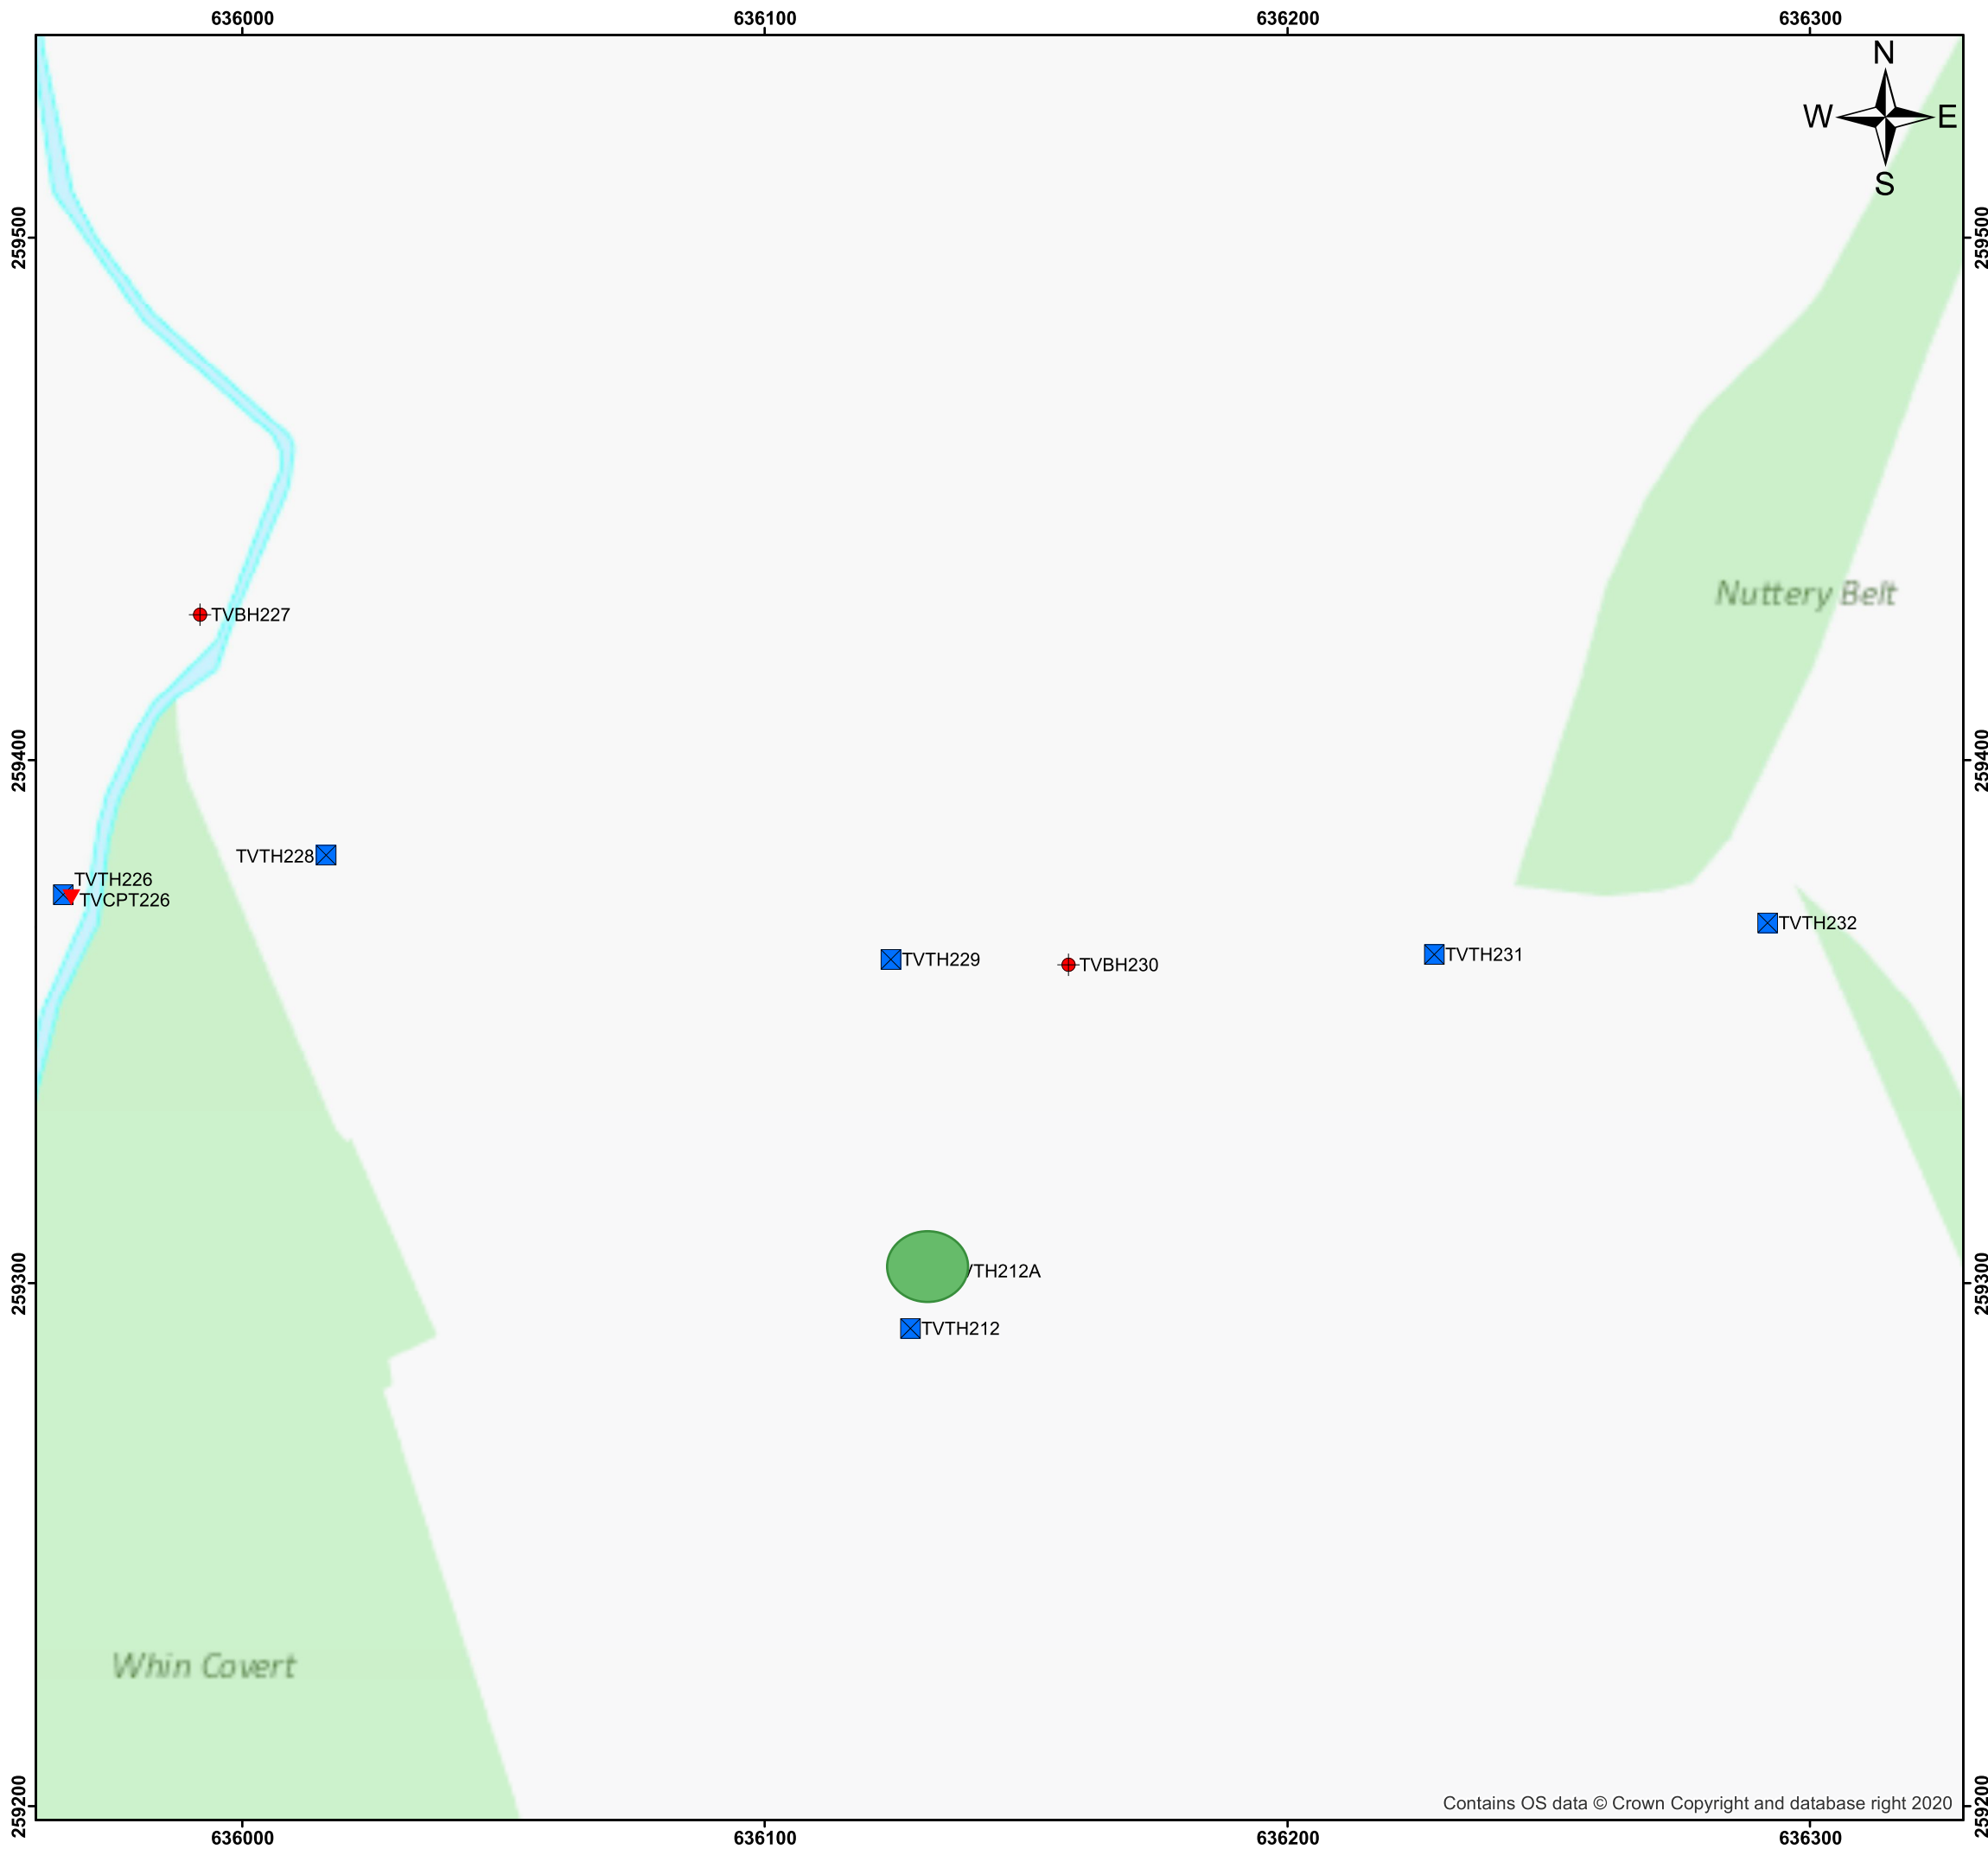 636000 636100 636200 636300
N
W E
S
259500 259500
Nuttery Belt
TVBH227
259400 259400
TVTH228
TVTH226
TVCPT226
TVTH232
TVTH231
TVTH229
TVBH230
VTH212A
259300 259300
TVTH212
Whin Covert
Contains OS data © Crown Copyright and database right 2020
259200 259200
636000 636100 636200 636300